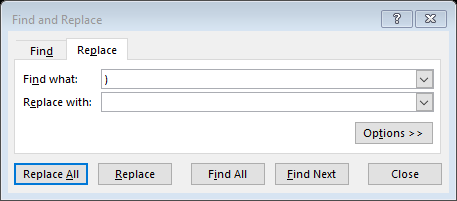 Find and Replace
Find Replace
Find what: )
Replace with:
Options >>
Replace All Replace Find All Find Next Close